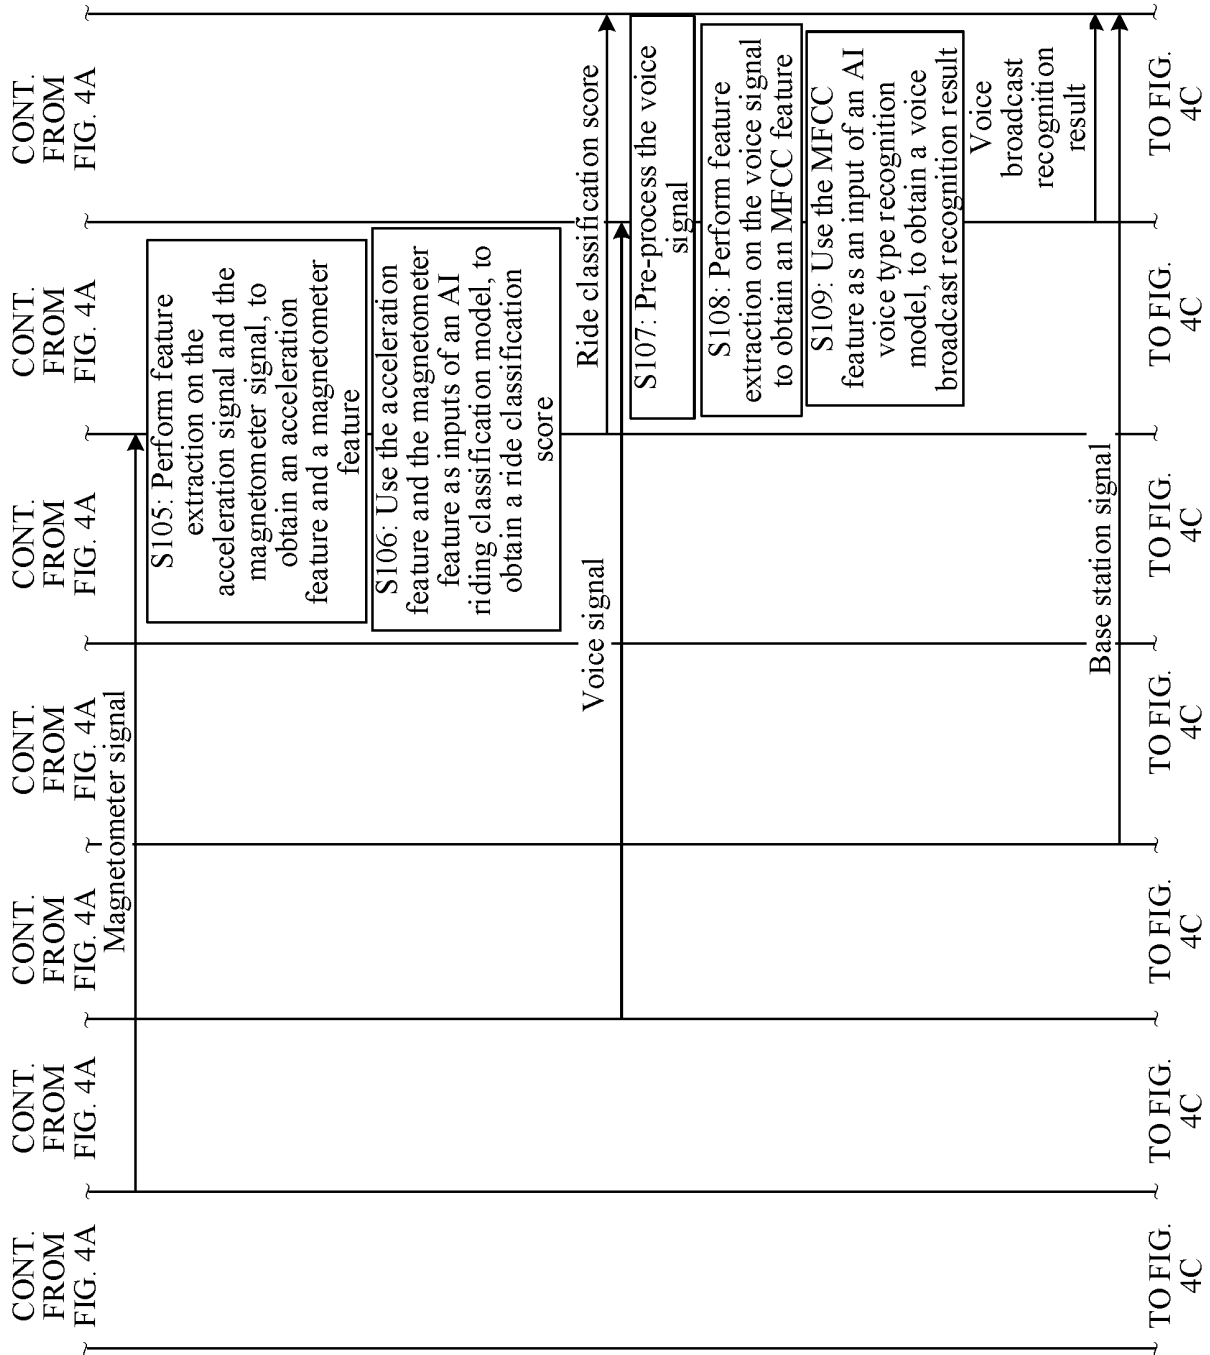 CONT.
FROM
FIG. 4A
CONT.
FROM
FIG. 4A
CONT.
FROM
FIG. 4A
CONT.
FROM
FIG. 4A
CONT.
FROM
FIG. 4A
CONT.
FROM
FIG. 4A
CONT.
FROM
FIG. 4A
Magnetometer signal
S105: Perform feature
extraction on the
acceleration signal and the
magnetometer signal, to
obtain an acceleration
feature and a magnetometer
feature
S106: Use the acceleration
feature and the magnetometer
feature as inputs of an AI
riding classification model, to
obtain a ride classification
score
Ride classification score
Voice signal
S107: Pre-process the voice
signal
S108: Perform feature
extraction on the voice signal
to obtain an MFCC feature
S109: Use the MFCC
feature as an input of an AI
voice type recognition
model, to obtain a voice
broadcast recognition result
Voice
broadcast
recognition
result
Base station signal
TO FIG.
4C
TO FIG.
4C
TO FIG.
4C
TO FIG.
4C
TO FIG.
4C
TO FIG.
4C
TO FIG.
4C